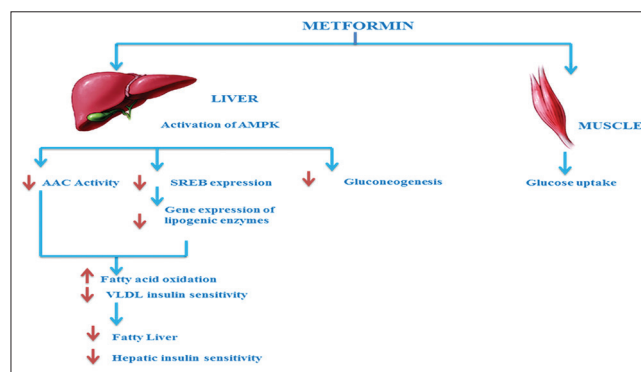 METFORMIN
LIVER
Activation of AMPK
MUSCLE
AAC Activity
SREB expression
Gluconeogenesis
Glucose uptake
Gene expression of
lipogenic enzymes
Fatty acid oxidation
VLDL insulin sensitivity
Fatty Liver
Hepatic insulin sensitivity